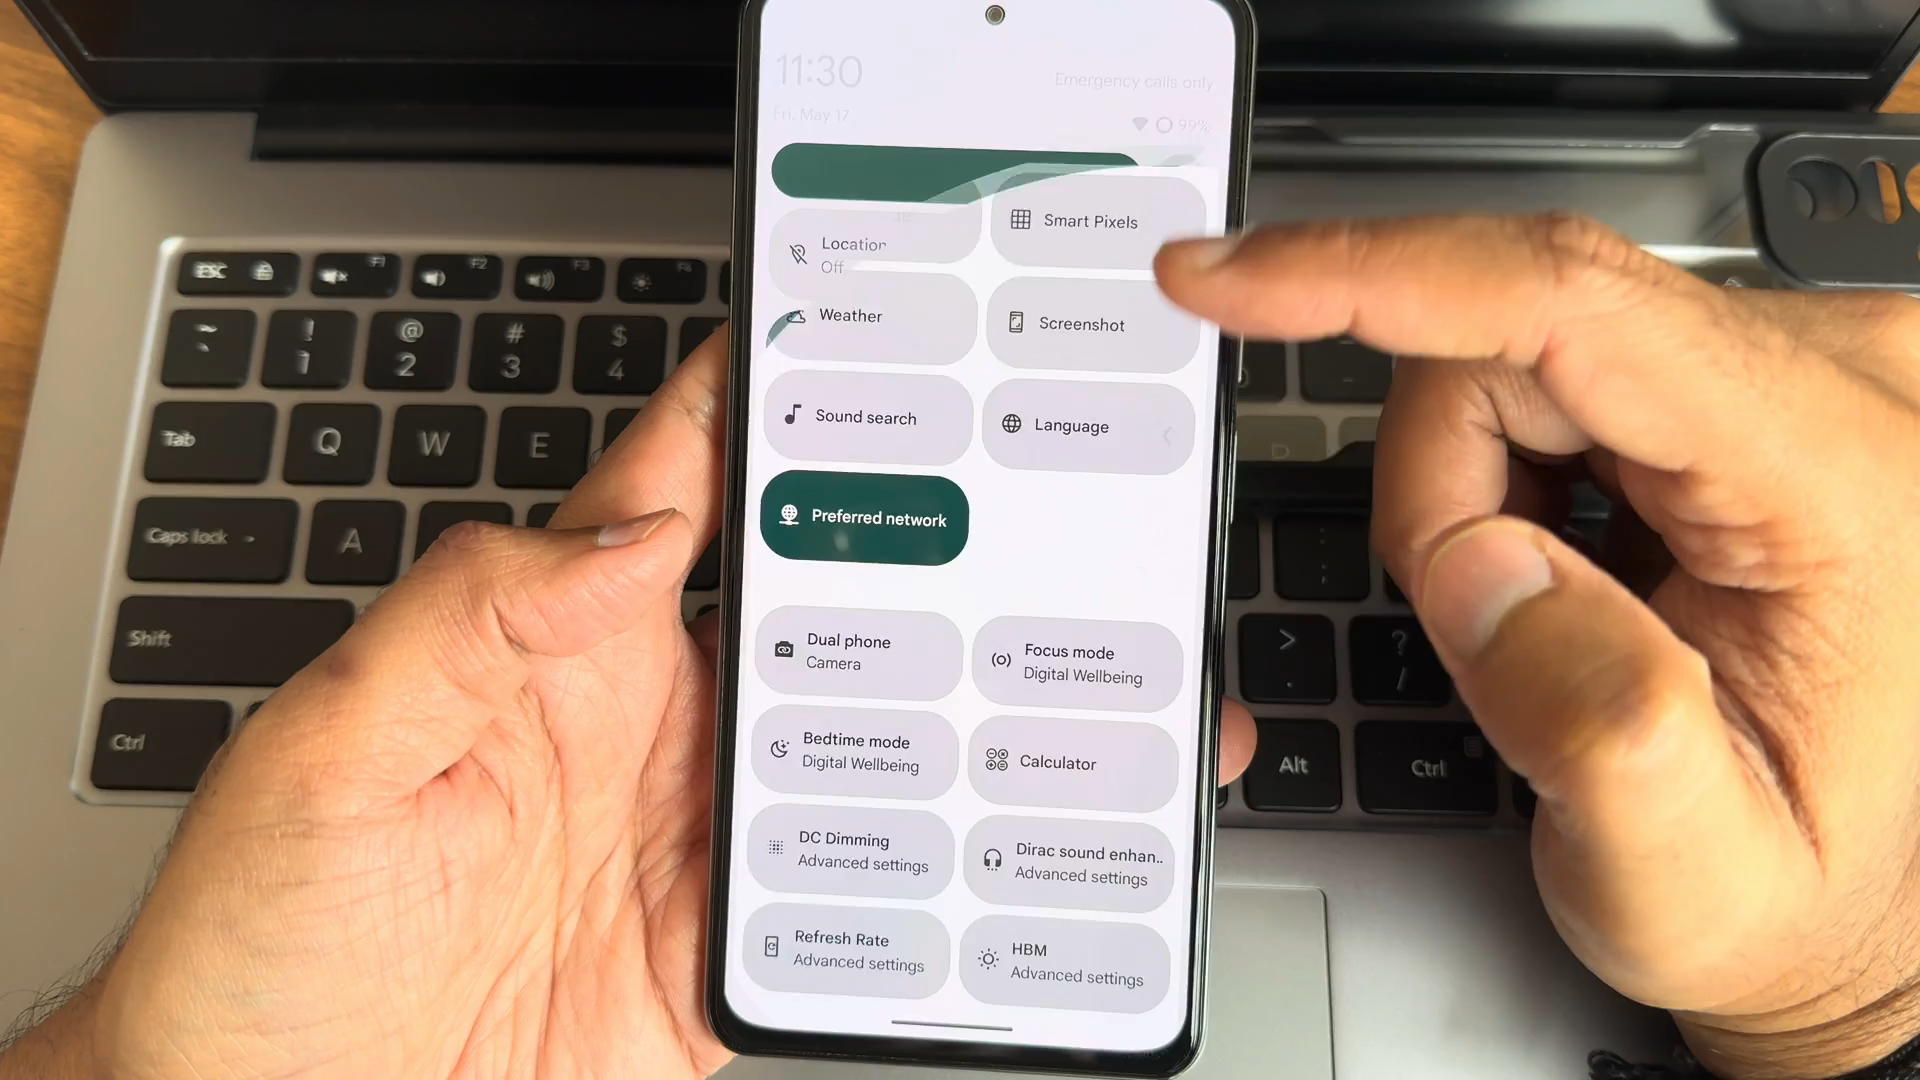 11:30
Emergency calls only
Fri, May 17
99%
Smart Pixels
Location
Off
Weather
Screenshot
Sound search
Language
Preferred network
Dual phone
Camera
Focus mode
Digital Wellbeing
Bedtime mode
Digital Wellbeing
Calculator
DC Dimming
Advanced settings
Dirac sound enhan..
Advanced settings
Refresh Rate
Advanced settings
HBM
Advanced settings
ESC
F1
F2
F3
F4
~
`
!
1
@
2
#
3
$
4
Tab
Q
W
E
D
Caps lock
A
Shift
>
.
?
/
Ctrl
Alt
Ctrl